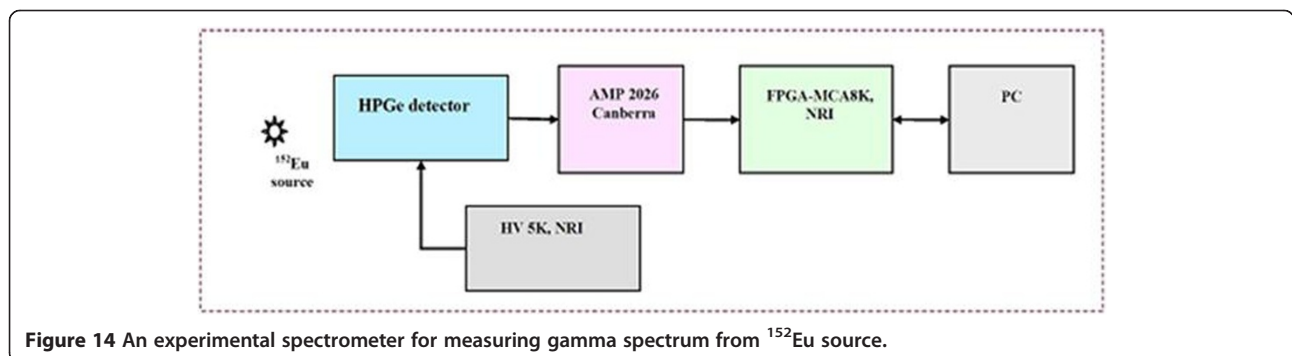 HPGe detector
AMP 2026
Canberra
FPGA-MCA8K,
NRI
PC
¹⁵²Eu
source
HV 5K, NRI
Figure 14 An experimental spectrometer for measuring gamma spectrum from ¹⁵²Eu source.